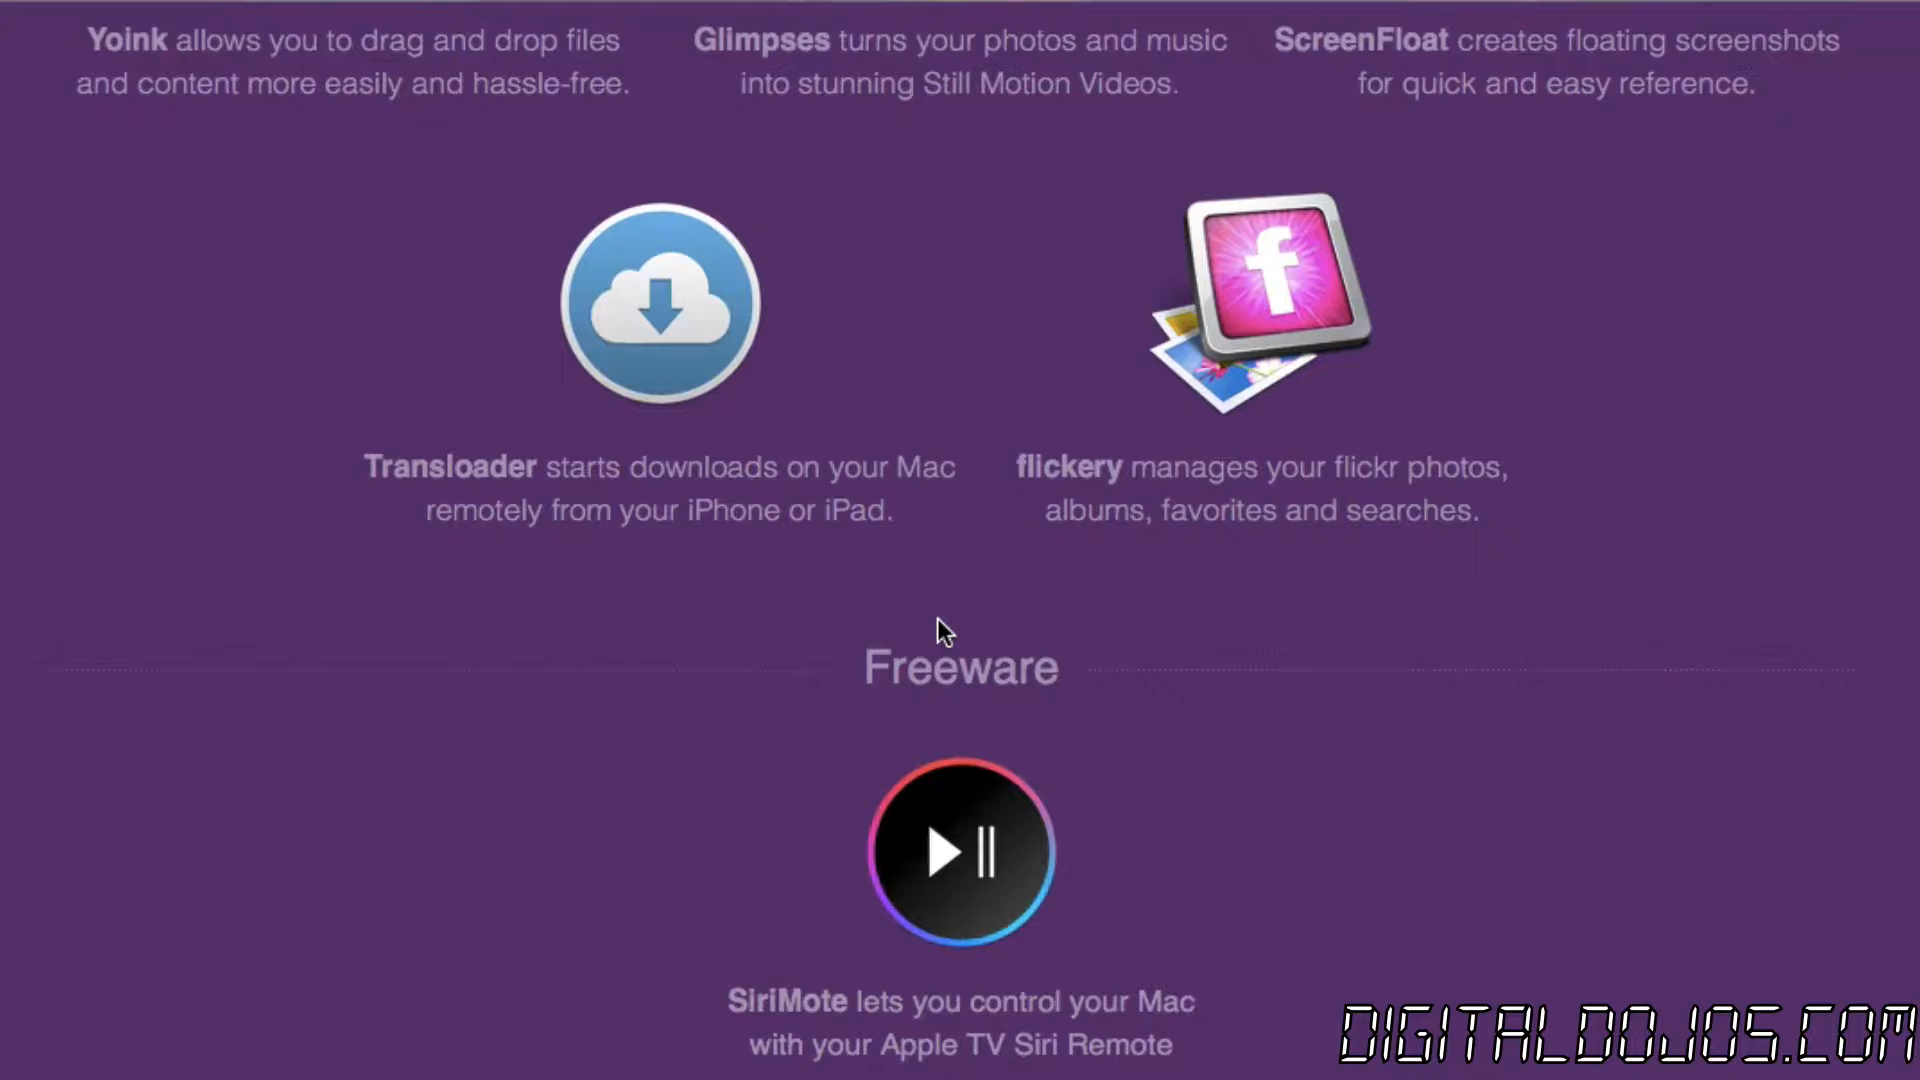 Yoink allows you to drag and drop files
and content more easily and hassle-free.
Glimpses turns your photos and music
into stunning Still Motion Videos.
ScreenFloat creates floating screenshots
for quick and easy reference.
f
Transloader starts downloads on your Mac
remotely from your iPhone or iPad.
flickery manages your flickr photos,
albums, favorites and searches.
Freeware
SiriMote lets you control your Mac
with your Apple TV Siri Remote
DIGITALDOJOS.COM